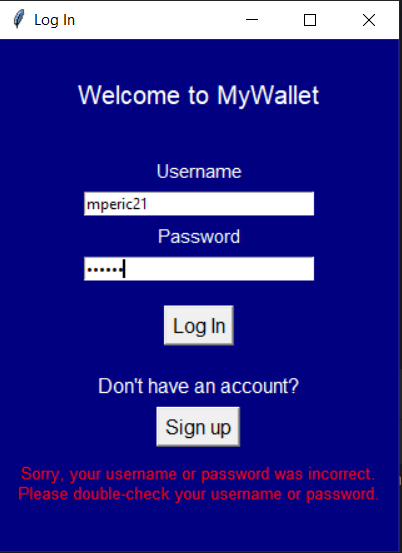 Log In
Welcome to MyWallet
Username
mperic21
Password
••••••
Log In
Don't have an account?
Sign up
Sorry, your username or password was incorrect.
Please double-check your username or password.